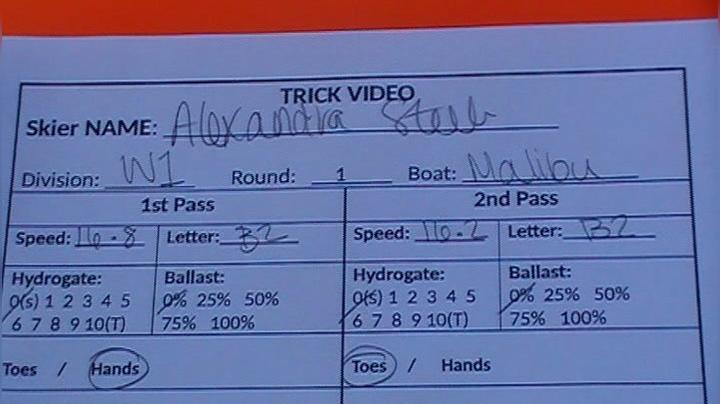 TRICK VIDEO
Skier NAME: Alexandra Steele
Division: W1 Round: 1 Boat: Malibu
1st Pass 2nd Pass
Speed: 16.8 Letter: B2 Speed: 16.2 Letter: B2
Hydrogate: Ballast: Hydrogate: Ballast:
0(S) 1 2 3 4 5 0% 25% 50% 0(S) 1 2 3 4 5 0% 25% 50%
6 7 8 9 10(T) 75% 100% 6 7 8 9 10(T) 75% 100%
Toes / Hands Toes / Hands